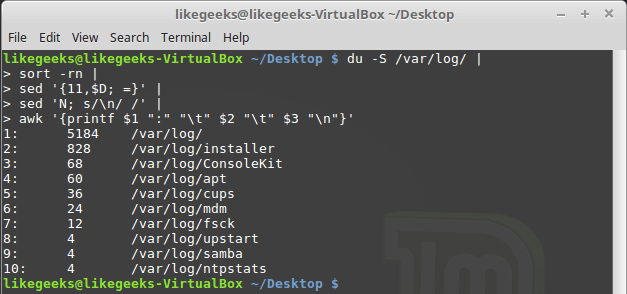 likegeeks@likegeeks-VirtualBox ~/Desktop
File Edit View Search Terminal Help
likegeeks@likegeeks-VirtualBox ~/Desktop $ du -S /var/log/ |
> sort -rn |
> sed '{11,$D; =}' |
> sed 'N; s/\n/ /' |
> awk '{printf $1 ":" "\t" $2 "\t" $3 "\n"}'
1: 5184 /var/log/
2: 828 /var/log/installer
3: 68 /var/log/ConsoleKit
4: 60 /var/log/apt
5: 36 /var/log/cups
6: 24 /var/log/mdm
7: 12 /var/log/fsck
8: 4 /var/log/upstart
9: 4 /var/log/samba
10: 4 /var/log/ntpstats
likegeeks@likegeeks-VirtualBox ~/Desktop $